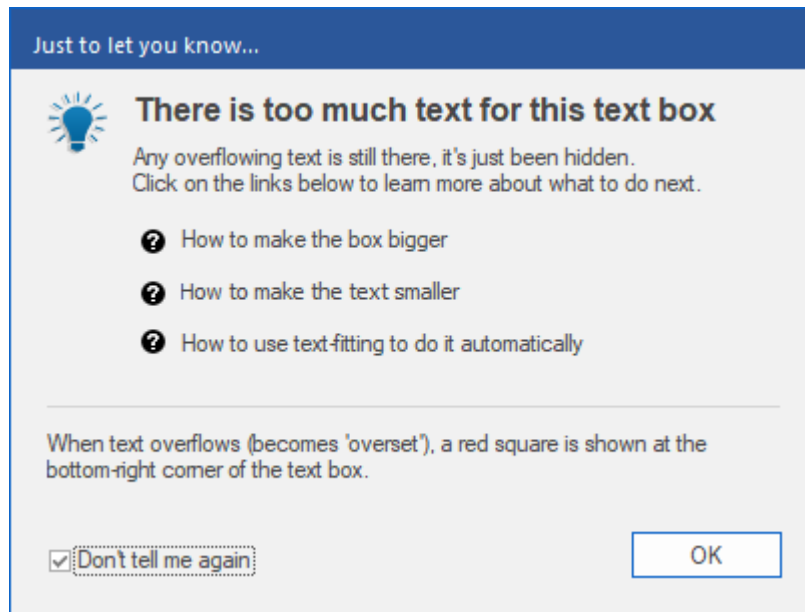 Just to let you know...
There is too much text for this text box
Any overflowing text is still there, it's just been hidden.
Click on the links below to learn more about what to do next.
How to make the box bigger
How to make the text smaller
How to use text-fitting to do it automatically
When text overflows (becomes 'overset'), a red square is shown at the
bottom-right corner of the text box.
Don't tell me again
OK